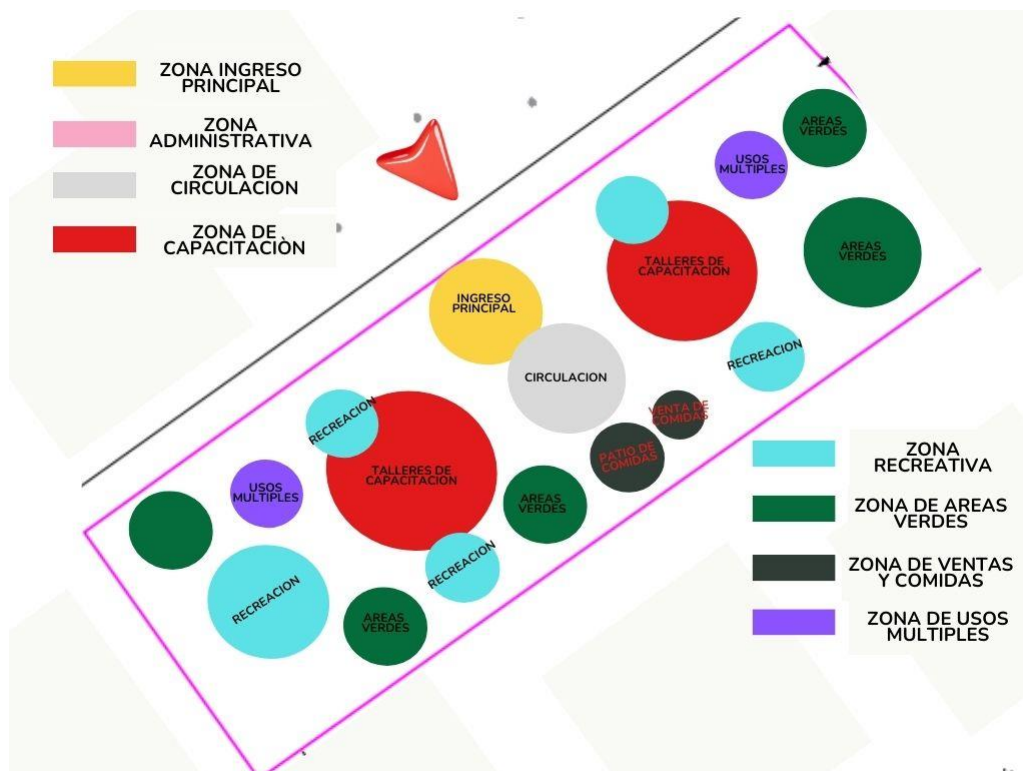 ZONA INGRESO
PRINCIPAL
ZONA
ADMINISTRATIVA
ZONA DE
CIRCULACION
ZONA DE
CAPACITACIÒN
AREAS
VERDES
USOS
MULTIPLES
TALLERES DE
CAPACITACION
AREAS
VERDES
INGRESO
PRINCIPAL
RECREACION
CIRCULACION
VENTA DE
COMIDAS
RECREACION
PATIO DE
COMIDAS
TALLERES DE
CAPACITACION
USOS
MULTIPLES
AREAS
VERDES
RECREACION
RECREACION
AREAS
VERDES
ZONA
RECREATIVA
ZONA DE AREAS
VERDES
ZONA DE VENTAS
Y COMIDAS
ZONA DE USOS
MULTIPLES